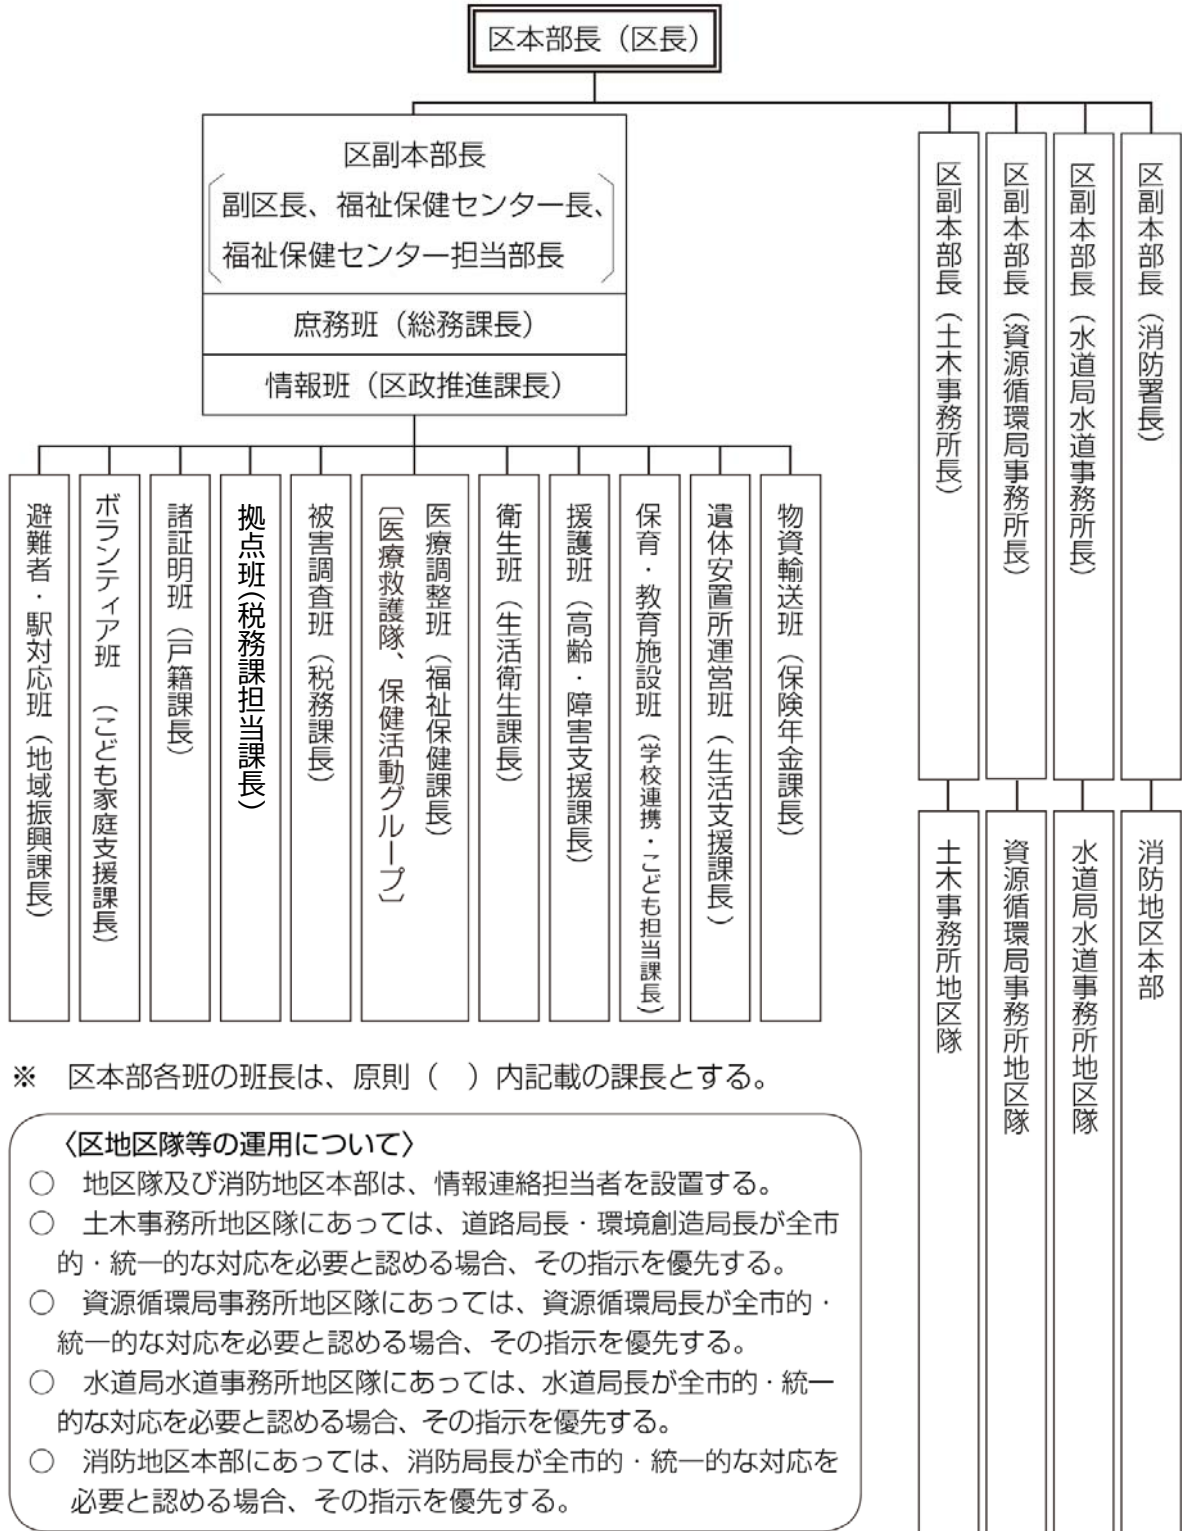 区本部長（区長）
区副本部長
副区長、福祉保健センター長、
福祉保健センター担当部長
庶務班（総務課長）
情報班（区政推進課長）
区副本部長（土木事務所長）
区副本部長（資源循環局事務所長）
区副本部長（水道局水道事務所長）
区副本部長（消防署長）
避難者・駅対応班（地域振興課長）
ボランティア班　（こども家庭支援課長）
諸証明班（戸籍課長）
拠点班（税務課担当課長）
被害調査班（税務課長）
医療調整班（福祉保健課長）
〔医療救護隊、保健活動グループ〕
衛生班（生活衛生課長）
援護班（高齢・障害支援課長）
保育・教育施設班（学校連携・こども担当課長）
遺体安置所運営班（生活支援課長）
物資輸送班（保険年金課長）
土木事務所地区隊
資源循環局事務所地区隊
水道局水道事務所地区隊
消防地区本部
※　区本部各班の班長は、原則（　）内記載の課長とする。
〈区地区隊等の運用について〉
○　地区隊及び消防地区本部は、情報連絡担当者を設置する。
○　土木事務所地区隊にあっては、道路局長・環境創造局長が全市
的・統一的な対応を必要と認める場合、その指示を優先する。
○　資源循環局事務所地区隊にあっては、資源循環局長が全市的・
統一的な対応を必要と認める場合、その指示を優先する。
○　水道局水道事務所地区隊にあっては、水道局長が全市的・統一
的な対応を必要と認める場合、その指示を優先する。
○　消防地区本部にあっては、消防局長が全市的・統一的な対応を
必要と認める場合、その指示を優先する。